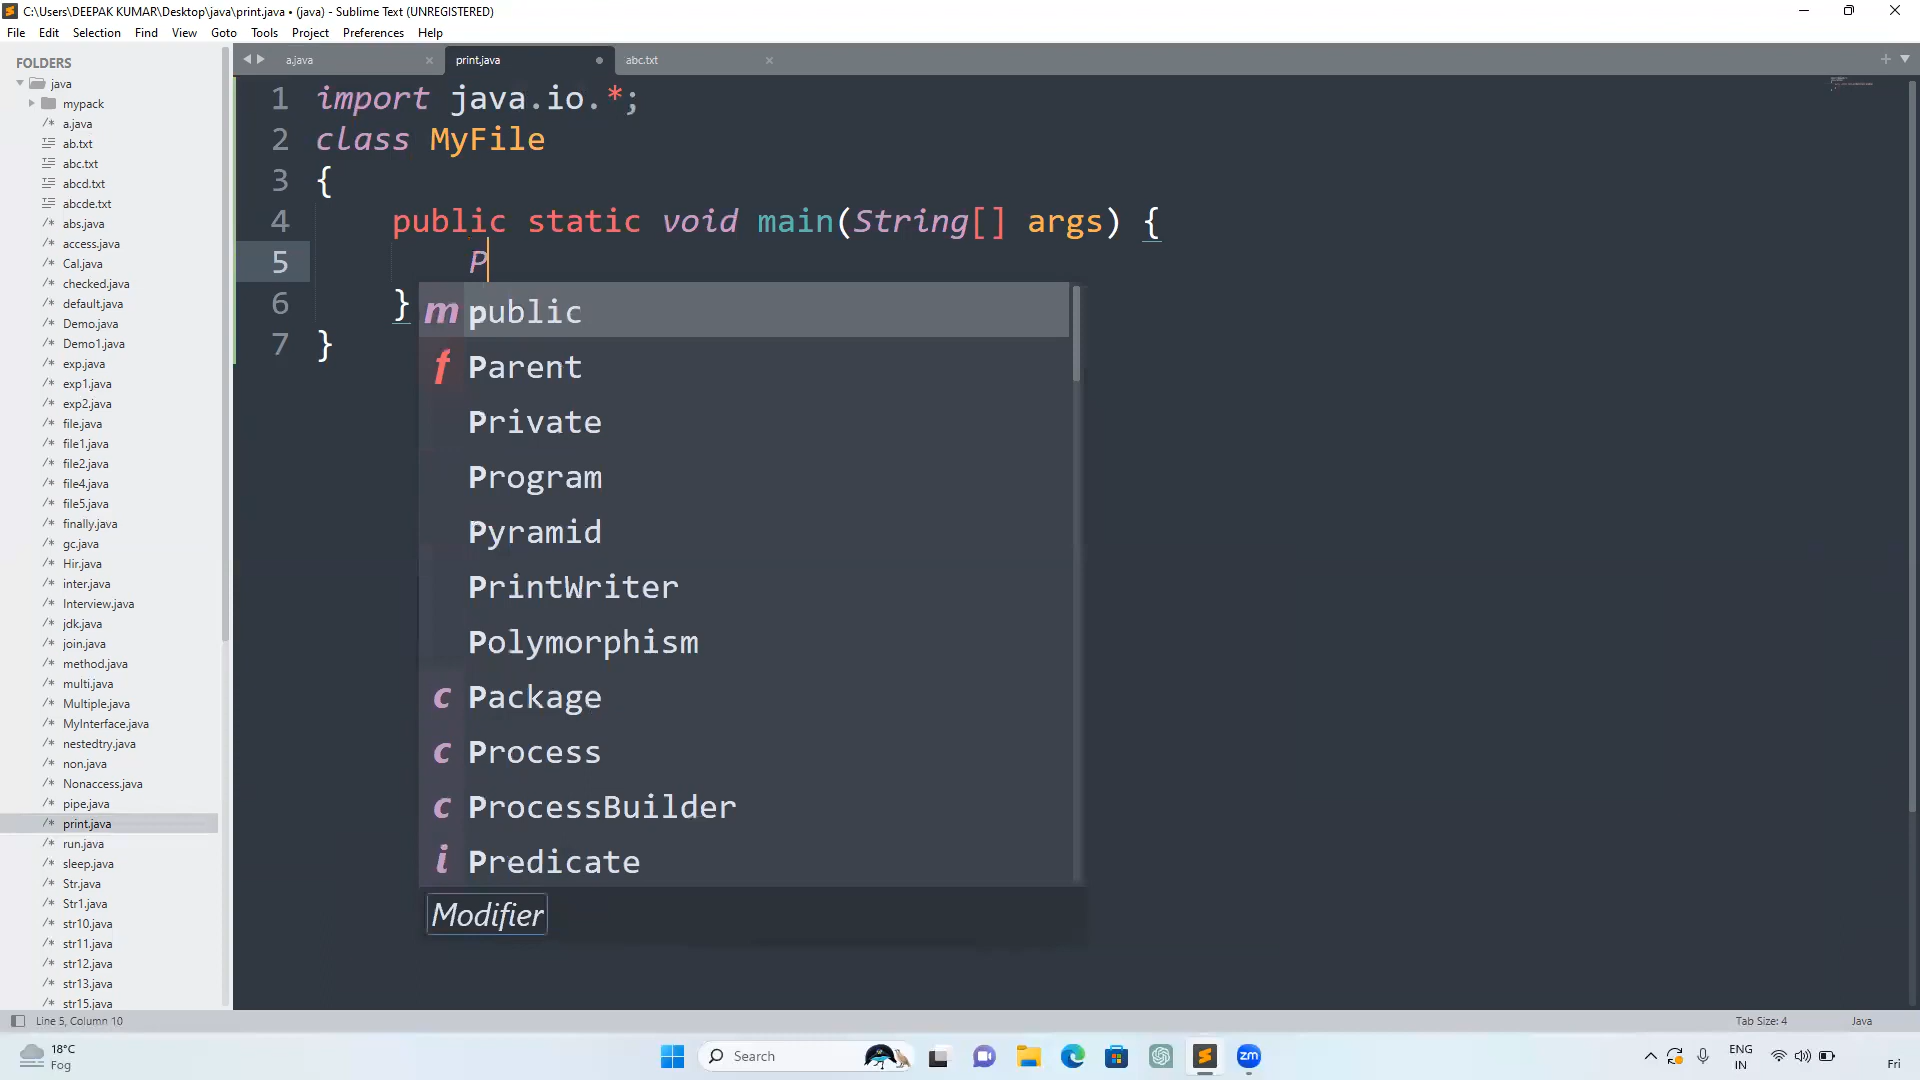 C:\Users\DEEPAK KUMAR\Desktop\java\print.java • (java) - Sublime Text (UNREGISTERED)
File Edit Selection Find View Goto Tools Project Preferences Help
FOLDERS
java
mypack
a.java
ab.txt
abc.txt
abcd.txt
abcde.txt
abs.java
access.java
Cal.java
checked.java
default.java
Demo.java
Demo1.java
exp.java
exp1.java
exp2.java
file.java
file1.java
file2.java
file4.java
file5.java
finally.java
gc.java
Hir.java
inter.java
Interview.java
jdk.java
join.java
method.java
multi.java
Multiple.java
MyInterface.java
nestedtry.java
non.java
Nonaccess.java
pipe.java
print.java
run.java
sleep.java
Str.java
Str1.java
str10.java
str11.java
str12.java
str13.java
str15.java
a.java print.java abc.txt
1 import java.io.*;
2 class MyFile
3 {
4 public static void main(String[] args) {
5 P
6 }
7 }
m public
f Parent
Private
Program
Pyramid
PrintWriter
Polymorphism
c Package
c Process
c ProcessBuilder
i Predicate
Modifier
Line 5, Column 10 Tab Size: 4 Java
18°C
Fog
Search
zm
ENG
IN
Fri